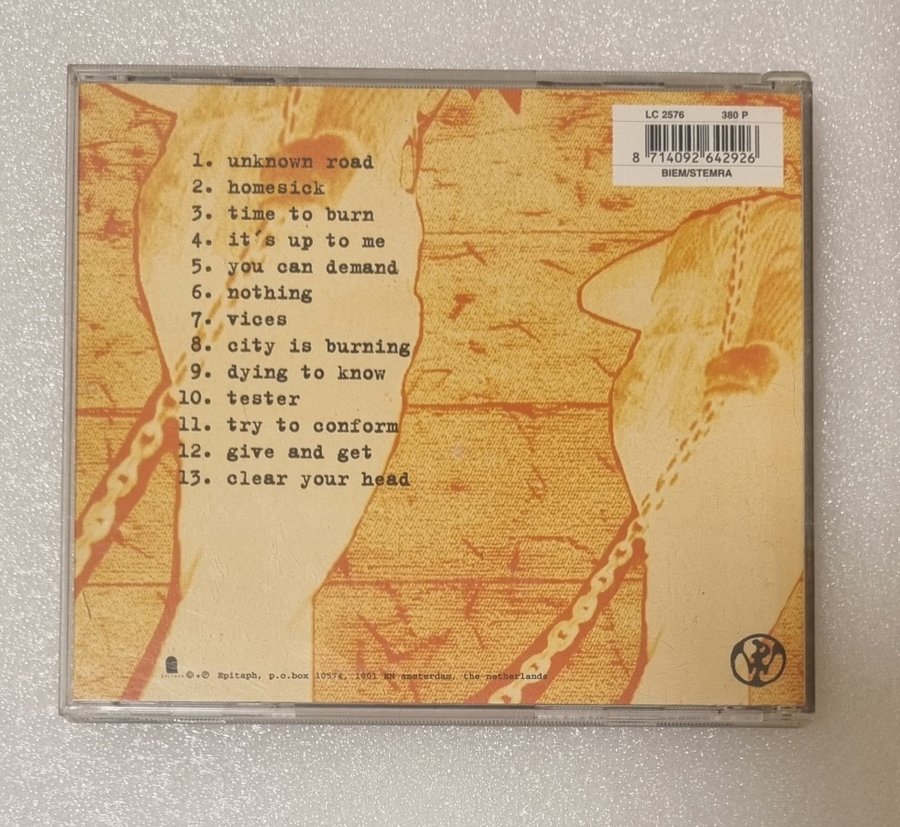 LC 2576 380 P
8 714092 642926
BIEM/STEMRA
1. unknown road
2. homesick
3. time to burn
4. it's up to me
5. you can demand
6. nothing
7. vices
8. city is burning
9. dying to know
10. tester
11. try to conform
12. give and get
13. clear your head
EPITAPH ©+℗ Epitaph, p.o.box 10574, 1001 EN amsterdam, the netherlands